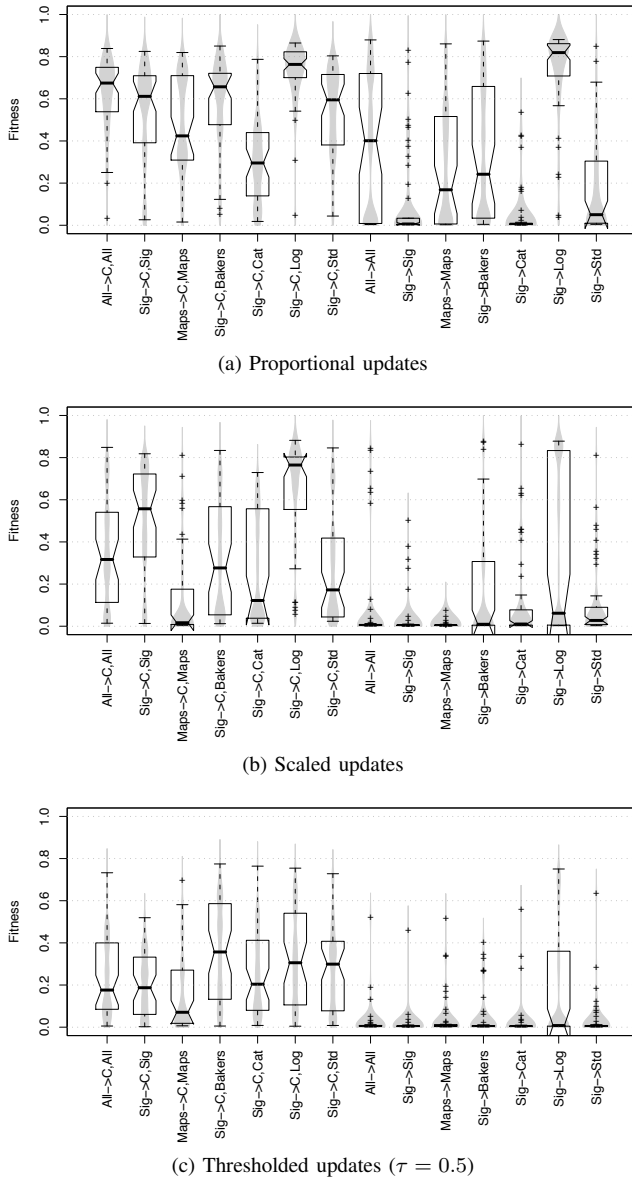 1.0
0.8
0.6
0.4
0.2
0.0
Fitness
All->C,All
Sig->C,Sig
Maps->C,Maps
Sig->C,Bakers
Sig->C,Cat
Sig->C,Log
Sig->C,Std
All->All
Sig->Sig
Maps->Maps
Sig->Bakers
Sig->Cat
Sig->Log
Sig->Std
(a) Proportional updates
1.0
0.8
0.6
0.4
0.2
0.0
Fitness
All->C,All
Sig->C,Sig
Maps->C,Maps
Sig->C,Bakers
Sig->C,Cat
Sig->C,Log
Sig->C,Std
All->All
Sig->Sig
Maps->Maps
Sig->Bakers
Sig->Cat
Sig->Log
Sig->Std
(b) Scaled updates
1.0
0.8
0.6
0.4
0.2
0.0
Fitness
All->C,All
Sig->C,Sig
Maps->C,Maps
Sig->C,Bakers
Sig->C,Cat
Sig->C,Log
Sig->C,Std
All->All
Sig->Sig
Maps->Maps
Sig->Bakers
Sig->Cat
Sig->Log
Sig->Std
(c) Thresholded updates (τ = 0.5)